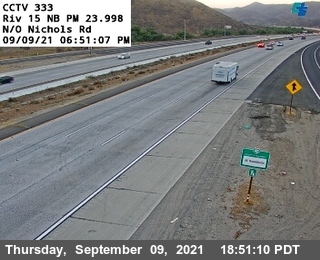 CCTV 333
Riv 15 NB PM 23.998
N/O Nichols Rd
09/09/21 06:51:07 PM
Thursday, September 09, 2021 18:51:10 PDT